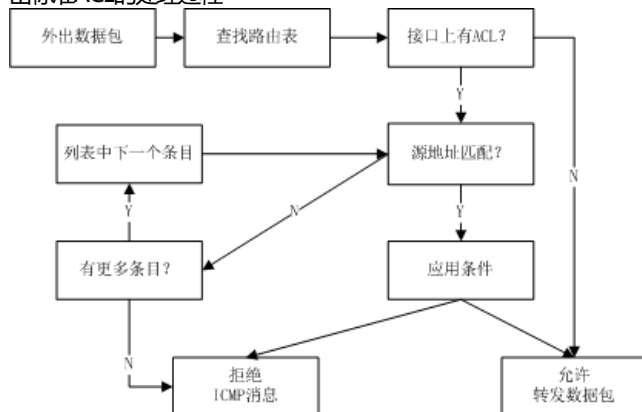 外出数据包
查找路由表
接口上有ACL?
Y
列表中下一个条目
源地址匹配?
N
N
Y
Y
有更多条目?
应用条件
N
拒绝
ICMP消息
允许
转发数据包